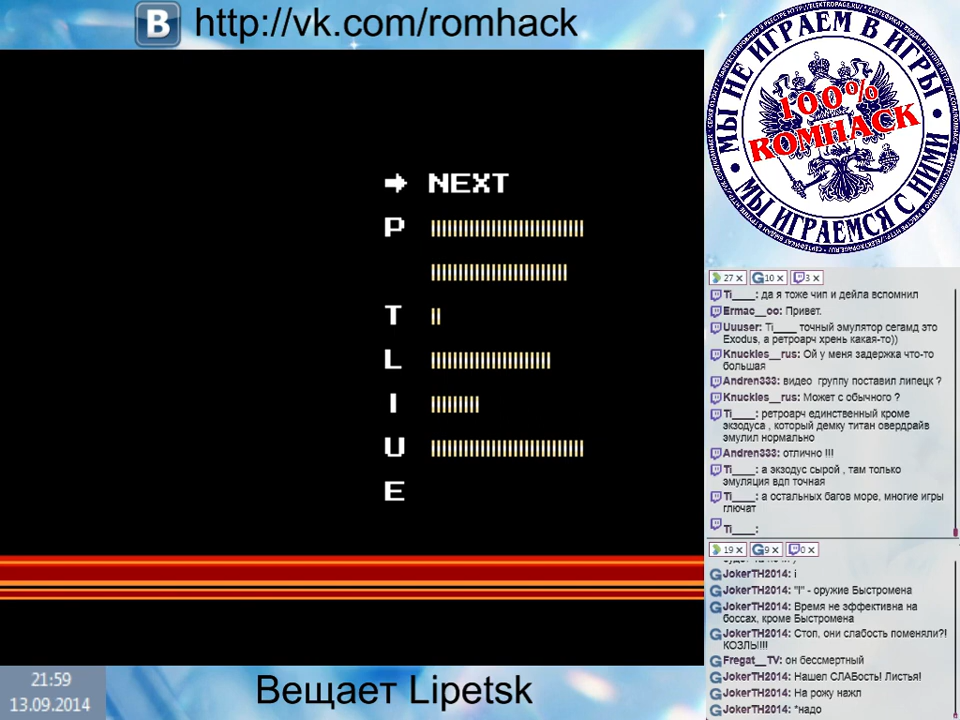 В http://vk.com/romhack
МЫ НЕ ИГРАЕМ В ИГРЫ
100%
ROMHACK
• МЫ ИГРАЕМСЯ С НИМИ •
NEXT
P
T
L
I
U
E
27 × G10 × 3 ×
Ti____: да я тоже чип и дейла вспомнил
Ermac__oo: Привет.
Uuuser: Ti____ точный эмулятор сегамд это
Exodus, а ретроарч хрень какая-то))
Knuckles__rus: Ой у меня задержка что-то
большая
Andren333: видео группу поставил липецк ?
Knuckles__rus: Может с обычного ?
Ti____: ретроарч единственный кроме
экзодуса , который демку титан овердрайв
эмулил нормально
Andren333: отлично !!!
Ti____: а экзодус сырой , там только
эмуляция вдп точная
Ti____: а остальных багов море, многие игры
глючат
Ti____:
19 × G9 × 0 ×
JokerTH2014: i
JokerTH2014: "I" - оружие Быстромена
JokerTH2014: Время не эффективна на
боссах, кроме Быстромена
JokerTH2014: Стоп, они слабость поменяли?!
КОЗЛЫ!!!
Fregat__TV: он бессмертный
JokerTH2014: Нашел СЛАБость! Листья!
JokerTH2014: На рожу нажл
JokerTH2014: *надо
21:59
13.09.2014
Вещает Lipetsk